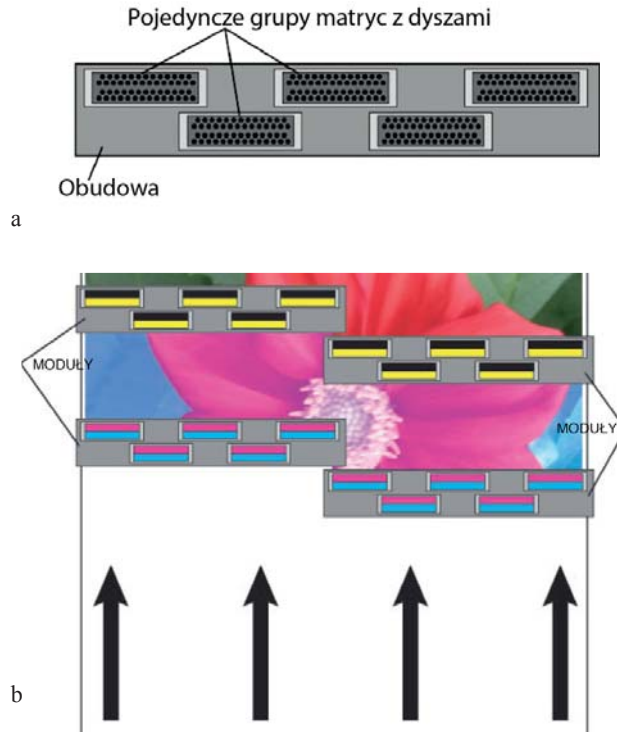 Pojedyncze grupy matryc z dyszami
Obudowa
a
MODUŁY
MODUŁY
b